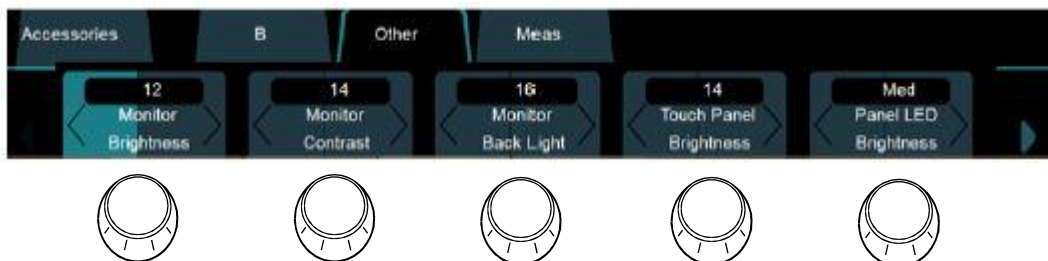 Accessories B Other Meas
12 14 16 14 Med
Monitor Monitor Monitor Touch Panel Panel LED
Brightness Contrast Back Light Brightness Brightness